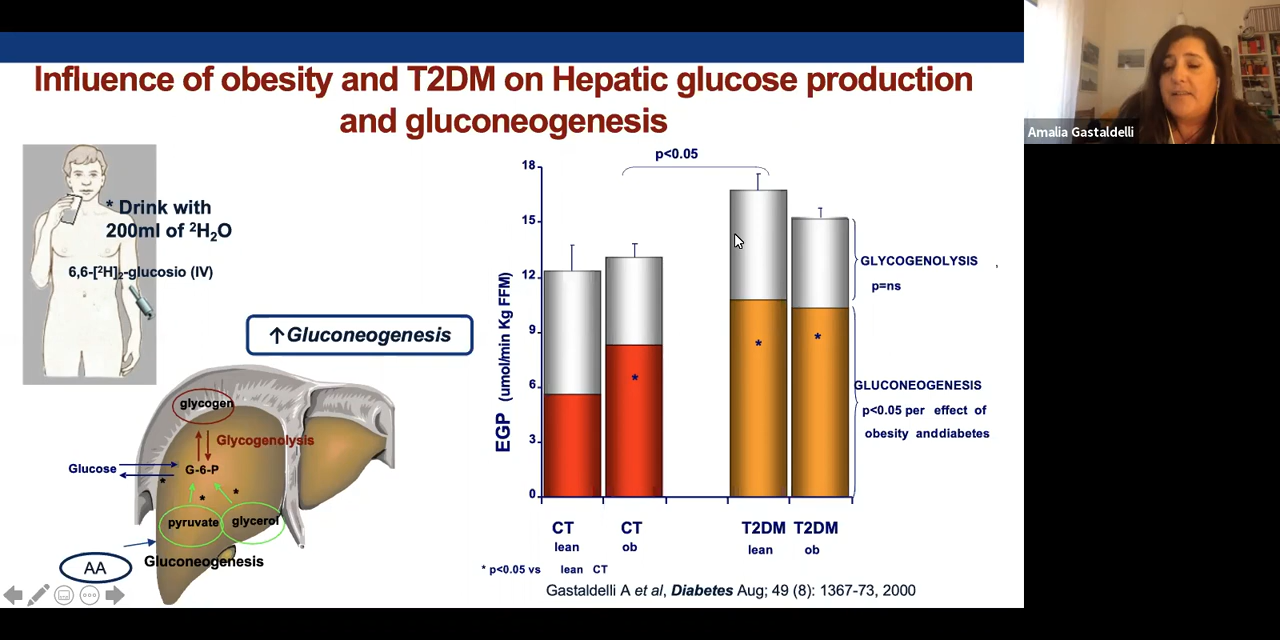 Influence of obesity and T2DM on Hepatic glucose production
and gluconeogenesis
Amalia Gastaldelli
* Drink with
200ml of ²H₂O
6,6-[²H]₂-glucosio (IV)
↑Gluconeogenesis
glycogen
Glycogenolysis
Glucose
G-6-P
*
*
*
pyruvate
glycerol
AA
Gluconeogenesis
p<0.05
EGP (umol/min Kg FFM)
18
15
12
9
6
3
0
*
*
*
GLYCOGENOLYSIS ,
p=ns
GLUCONEOGENESIS
p<0.05 per effect of
obesity anddiabetes
CT CT T2DM T2DM
lean ob lean ob
* p<0.05 vs lean CT
Gastaldelli A et al, Diabetes Aug; 49 (8): 1367-73, 2000